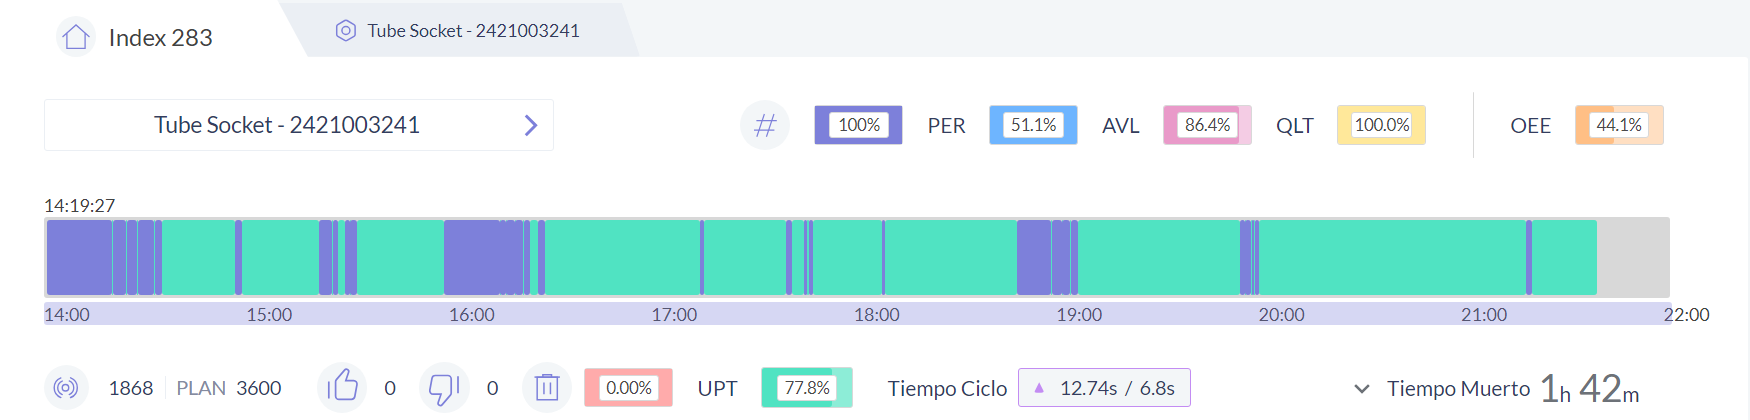 Index 283
Tube Socket - 2421003241
Tube Socket - 2421003241
# 100% PER 51.1% AVL 86.4% QLT 100.0% OEE 44.1%
14:19:27
14:00 15:00 16:00 17:00 18:00 19:00 20:00 21:00 22:00
1868 PLAN 3600 0 0 0.00% UPT 77.8% Tiempo Ciclo 12.74s / 6.8s Tiempo Muerto 1h 42m